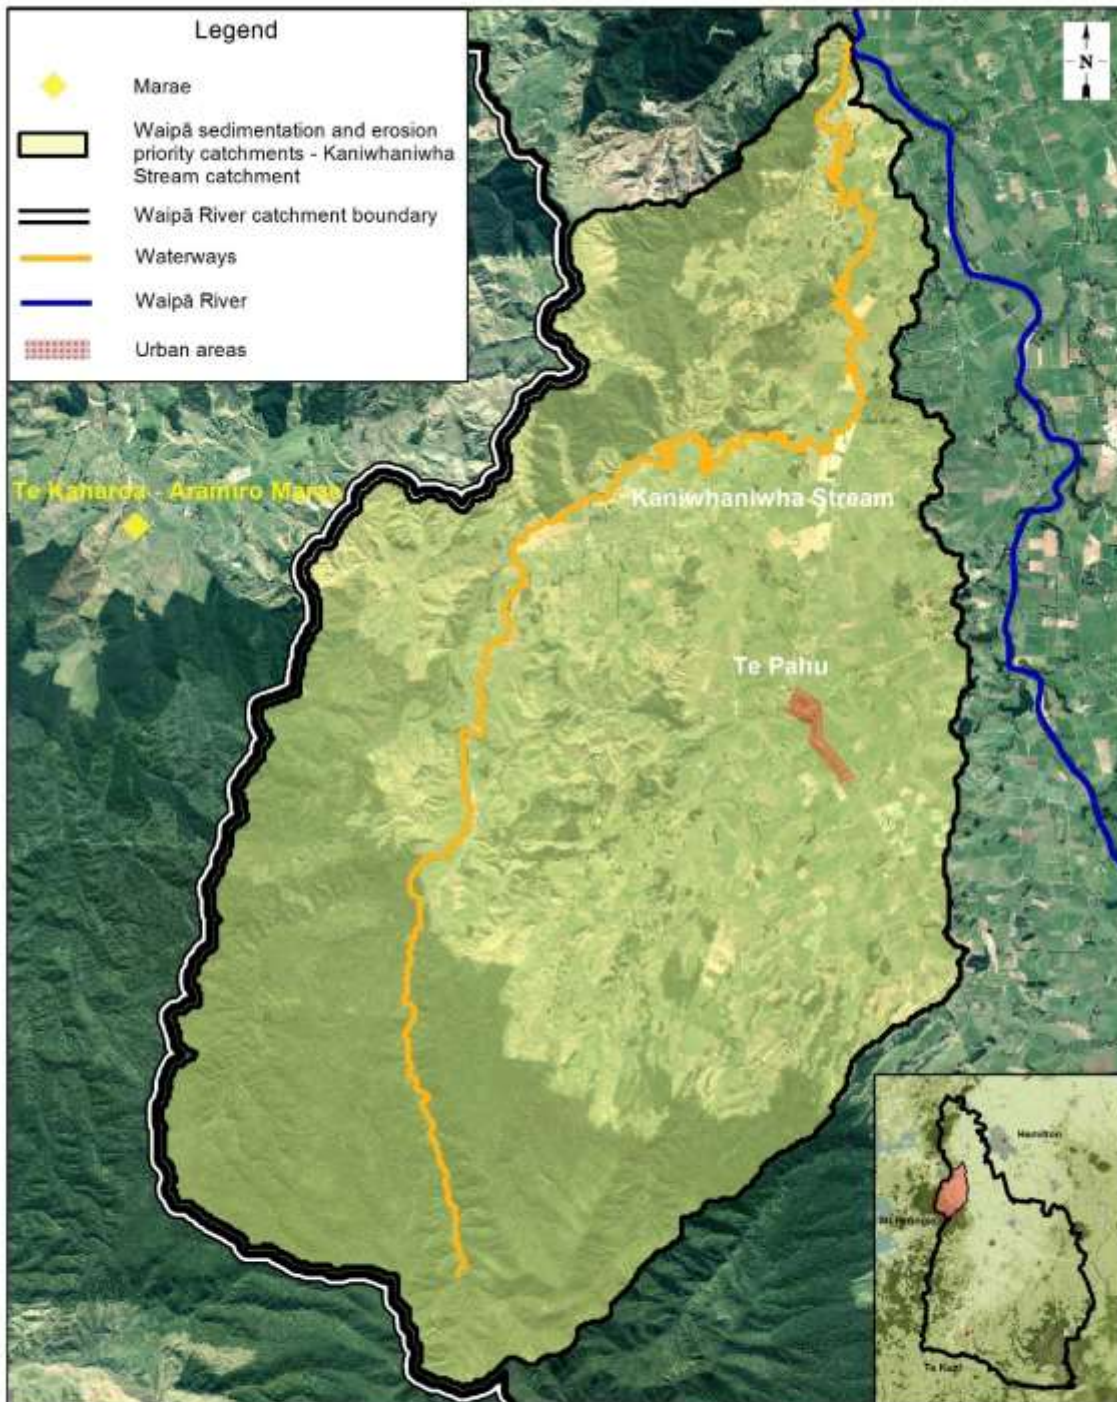 Legend
Marae
Waipā sedimentation and erosion
priority catchments - Kaniwhaniwha
Stream catchment
Waipā River catchment boundary
Waterways
Waipā River
Urban areas
N
Te Kaharoa - Aramiro Marae
Kaniwhaniwha Stream
Te Pahu
Hamilton
Te Kuiti